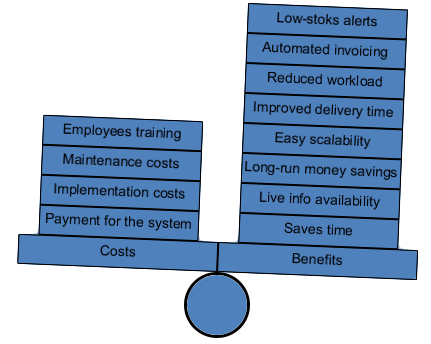 Low-stoks alerts
Automated invoicing
Reduced workload
Improved delivery time
Easy scalability
Long-run money savings
Live info availability
Saves time
Benefits
Employees training
Maintenance costs
Implementation costs
Payment for the system
Costs